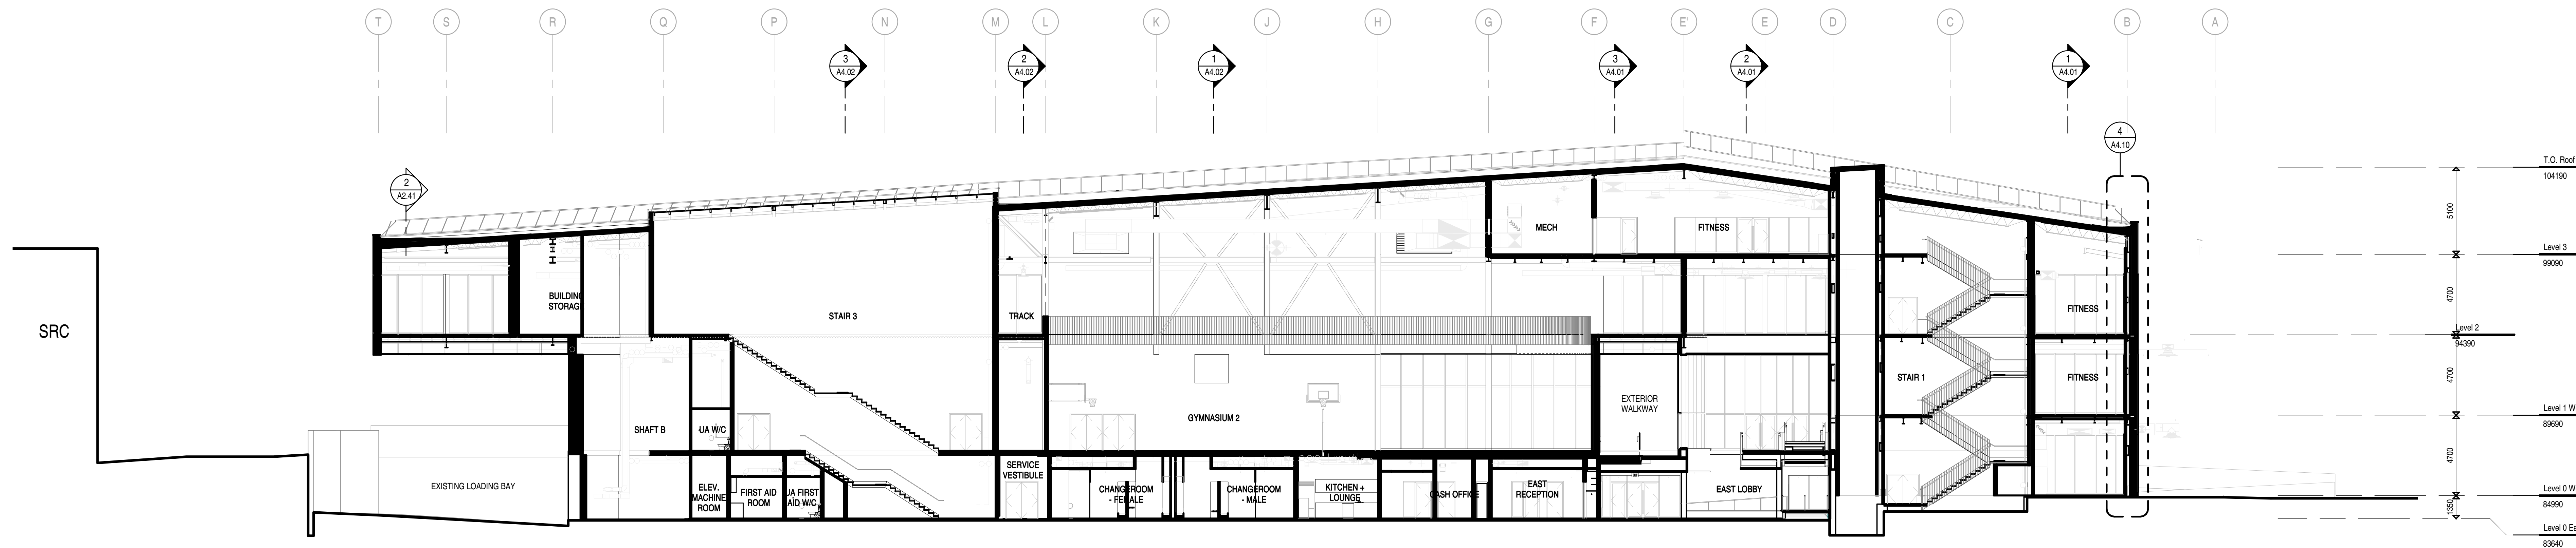 T S R Q P N M L K J H G F E' E D C B A
3
A4.02
2
A4.02
1
A4.02
3
A4.01
2
A4.01
1
A4.01
4
A4.10
2
A2.41
T.O. Roof
104190
5100
Level 3
99090
4700
Level 2
94390
4700
Level 1 W
89690
4700
Level 0 W
84990
1350
Level 0 Ea
83640
SRC
BUILDING
STORAGE
STAIR 3
TRACK
MECH
FITNESS
FITNESS
FITNESS
STAIR 1
EXTERIOR
WALKWAY
GYMNASIUM 2
SHAFT B
UA W/C
EXISTING LOADING BAY
ELEV.
MACHINE
ROOM
FIRST AID
ROOM
UA FIRST
AID W/C
SERVICE
VESTIBULE
CHANGEROOM
- FEMALE
CHANGEROOM
- MALE
KITCHEN +
LOUNGE
CASH OFFICE
EAST
RECEPTION
EAST LOBBY